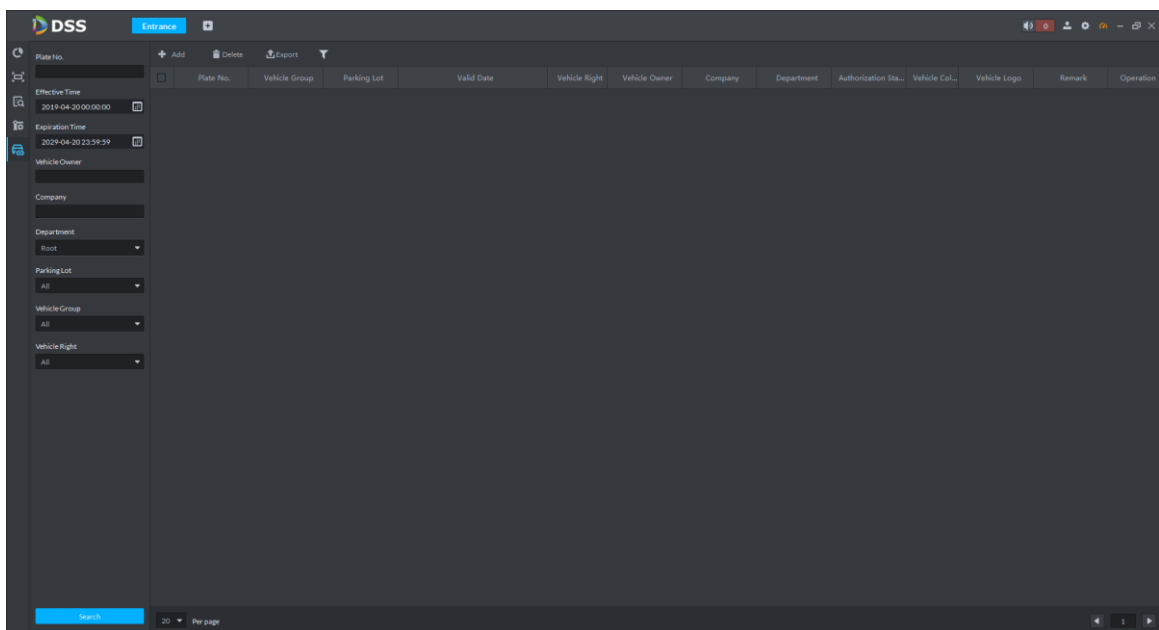 DSS Entrance 0
Plate No.
Effective Time
2019-04-20 00:00:00
Expiration Time
2029-04-20 23:59:59
Vehicle Owner
Company
Department
Root
Parking Lot
All
Vehicle Group
All
Vehicle Right
All
Search
Add Delete Export
Plate No. Vehicle Group Parking Lot Valid Date Vehicle Right Vehicle Owner Company Department Authorization Sta... Vehicle Col... Vehicle Logo Remark Operation
20 Per page 1